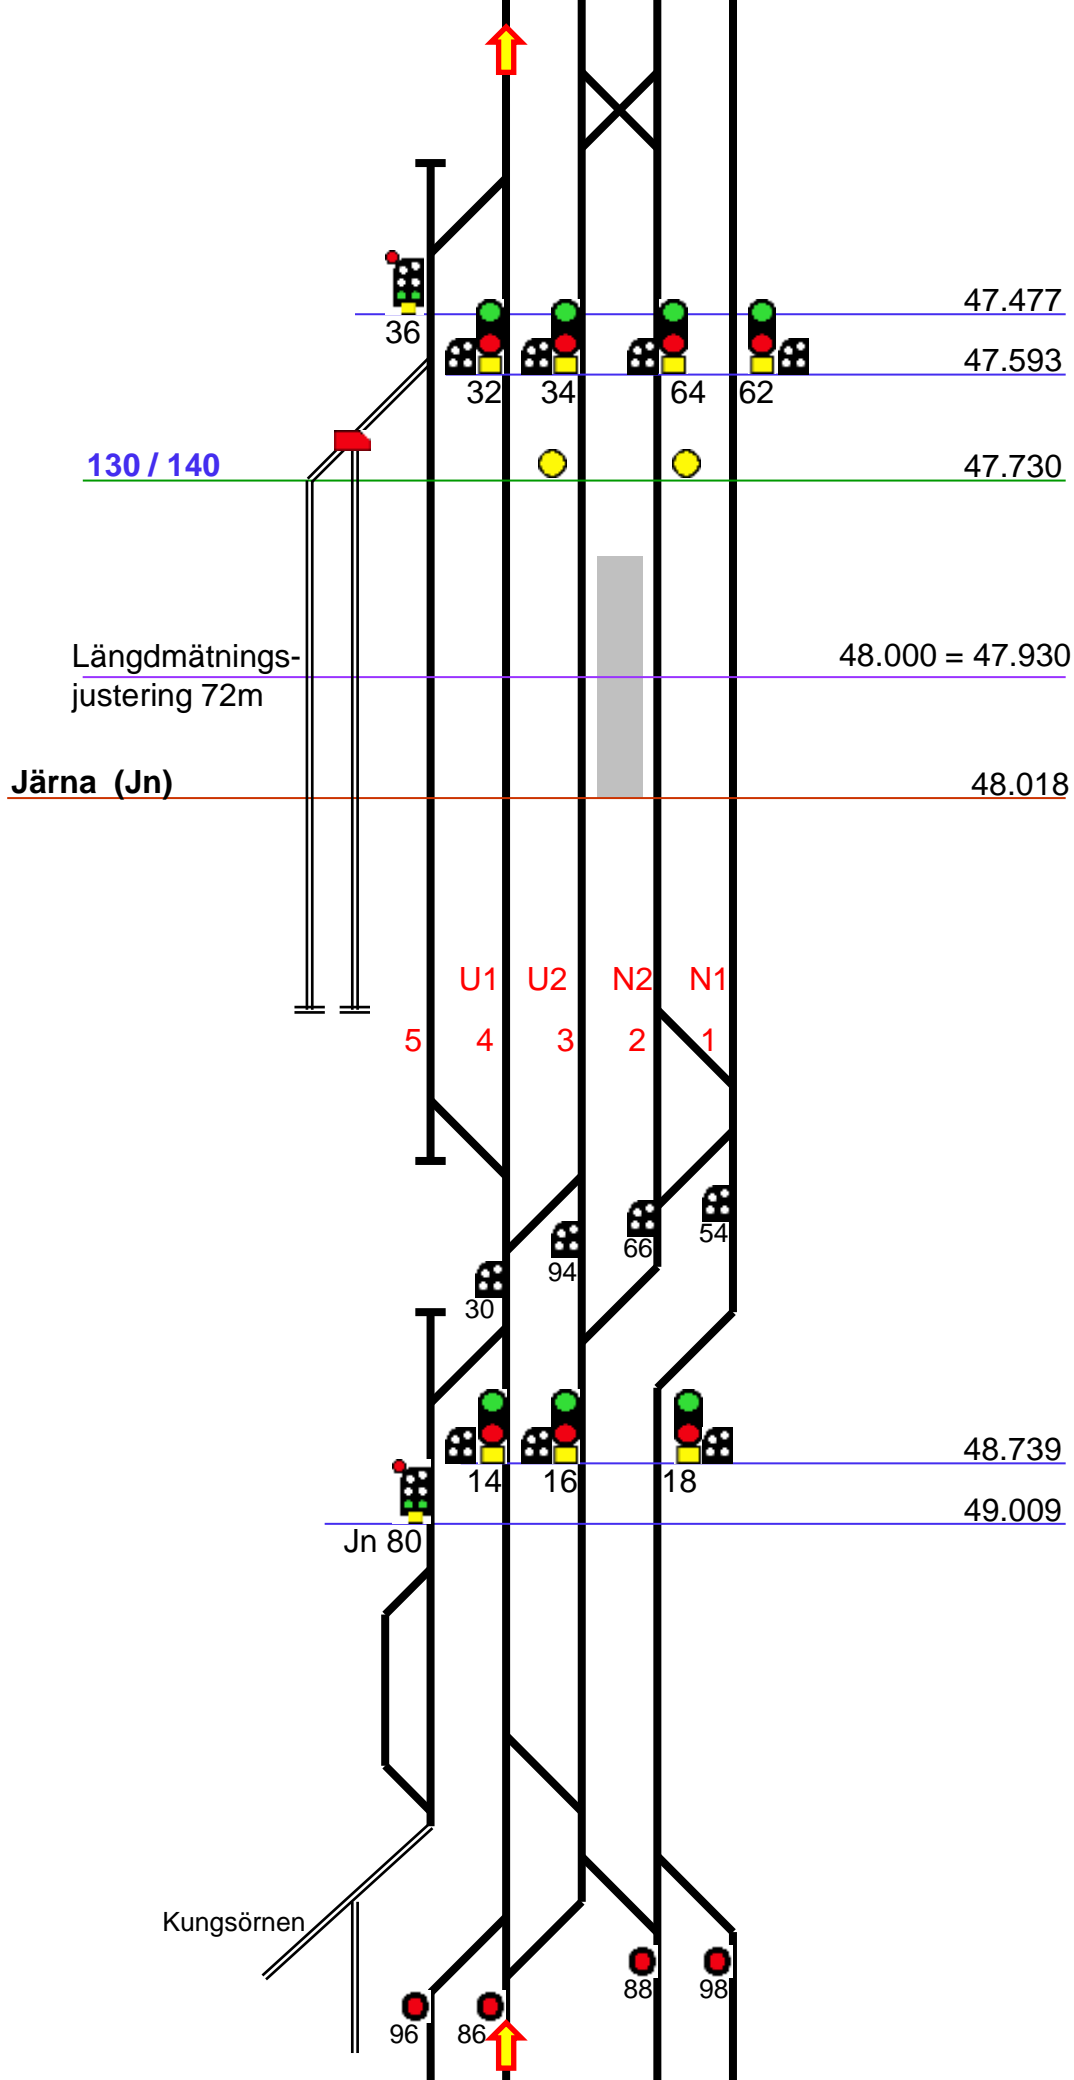 47.477
36
47.593
32 34 64 62
130 / 140 47.730
Längdmätnings-
justering 72m
48.000 = 47.930
Järna (Jn) 48.018
U1 U2 N2 N1
5 4 3 2 1
54
66
94
30
48.739
14 16 18
49.009
Jn 80
Kungsörnen
88 98
96 86